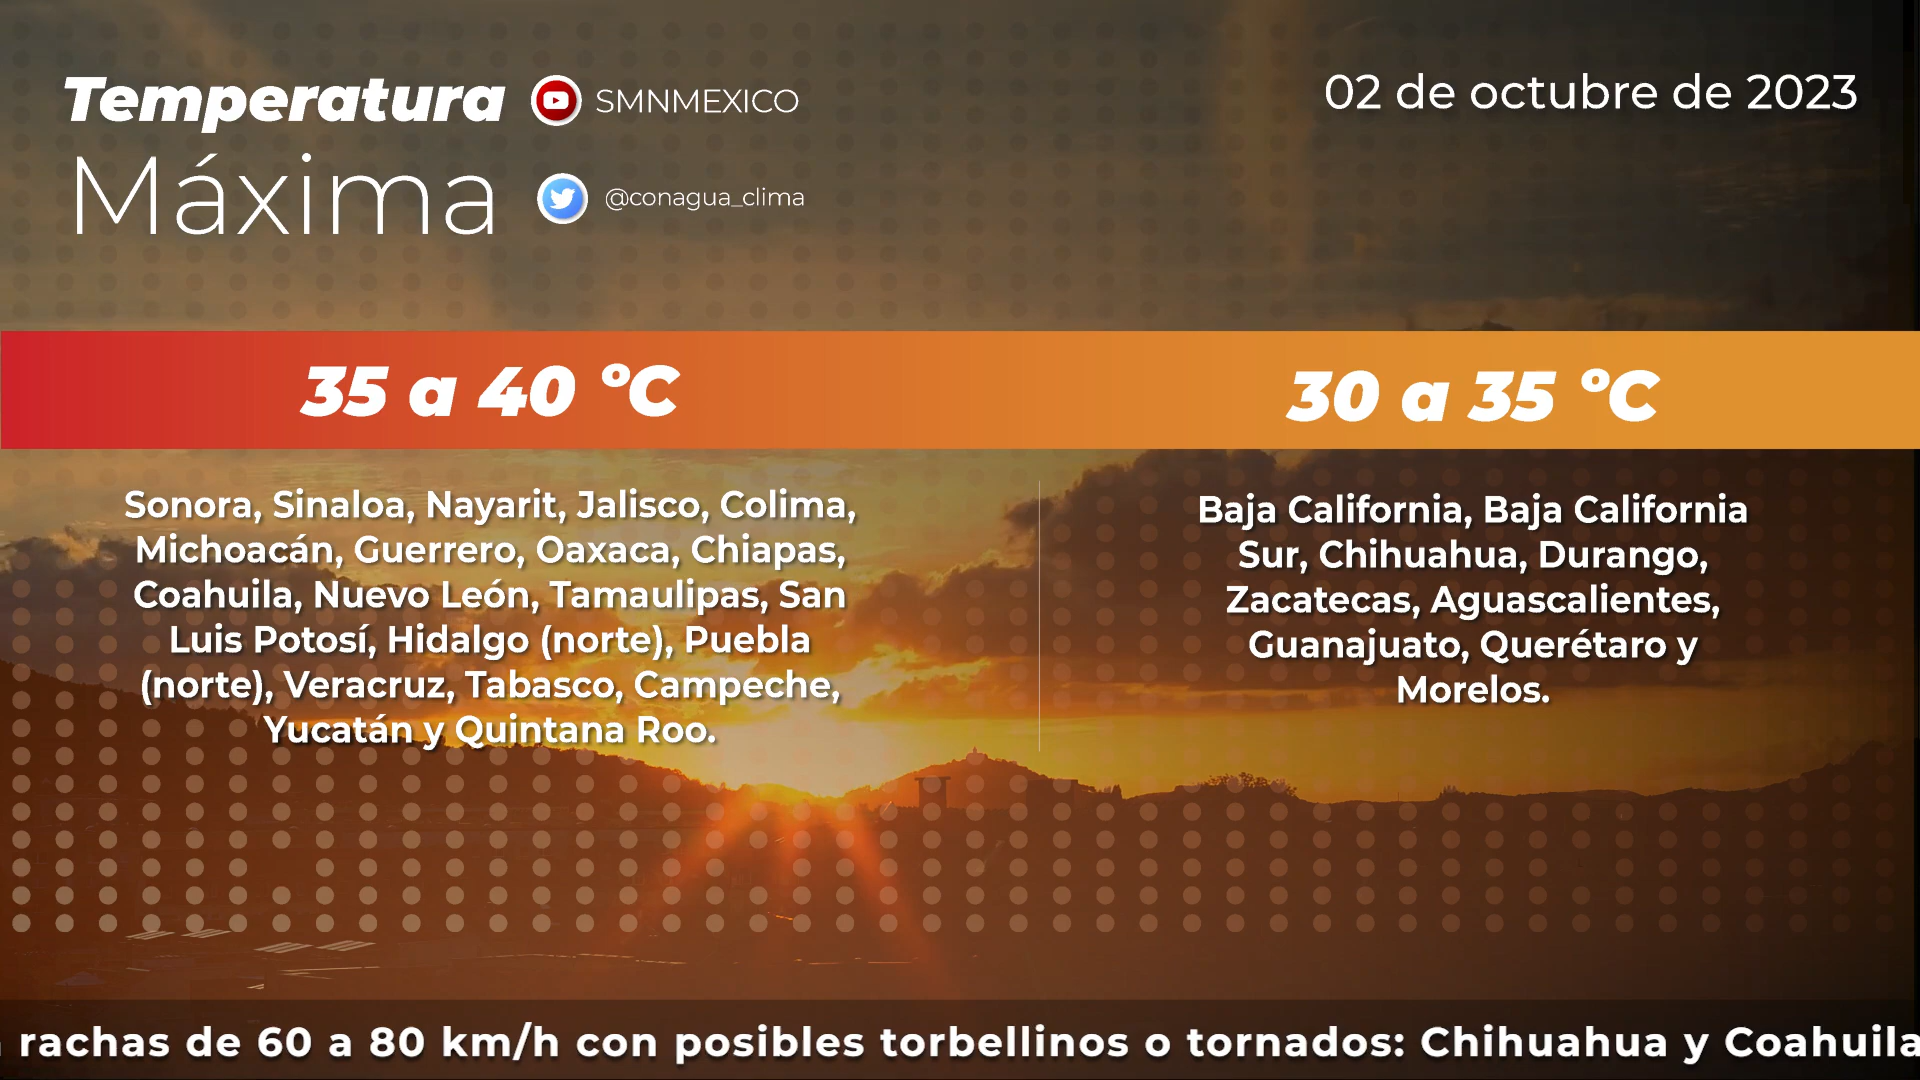 Temperatura
Máxima
SMNMEXICO
@conagua_clima
02 de octubre de 2023
35 a 40 °C
Sonora, Sinaloa, Nayarit, Jalisco, Colima,
Michoacán, Guerrero, Oaxaca, Chiapas,
Coahuila, Nuevo León, Tamaulipas, San
Luis Potosí, Hidalgo (norte), Puebla
(norte), Veracruz, Tabasco, Campeche,
Yucatán y Quintana Roo.
30 a 35 °C
Baja California, Baja California
Sur, Chihuahua, Durango,
Zacatecas, Aguascalientes,
Guanajuato, Querétaro y
Morelos.
rachas de 60 a 80 km/h con posibles torbellinos o tornados: Chihuahua y Coahuila